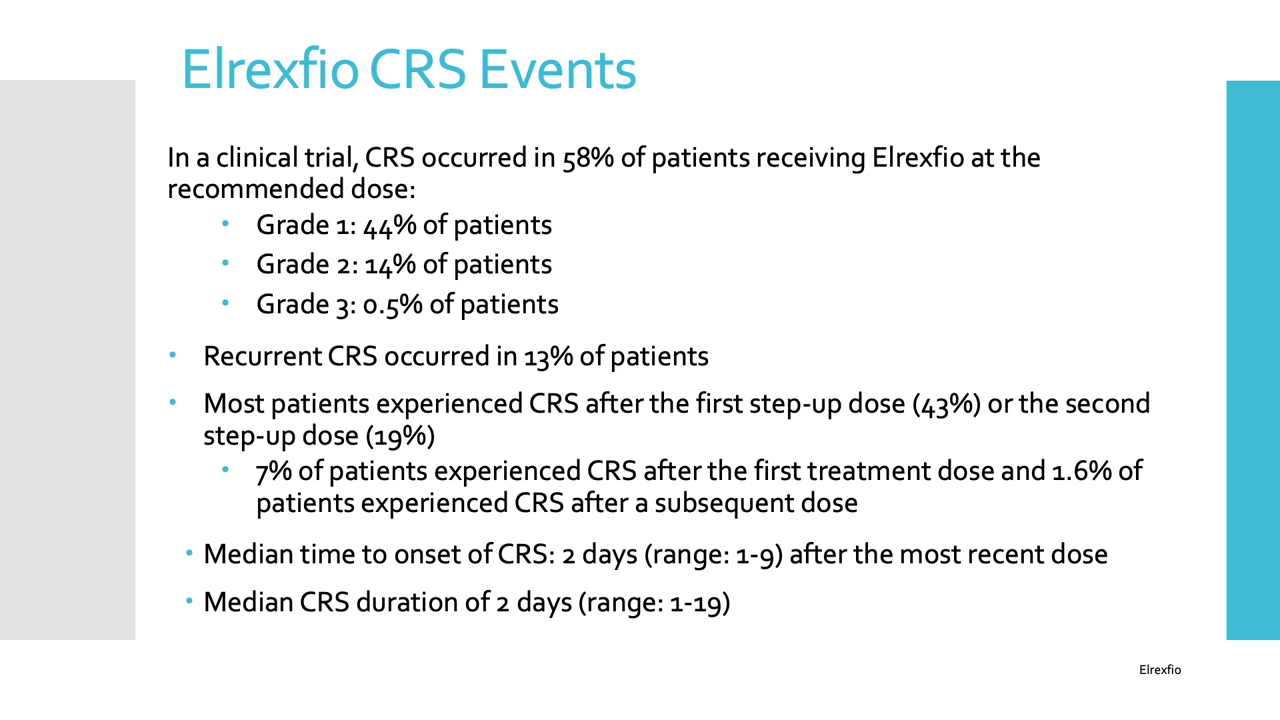 Elrexfio CRS Events
In a clinical trial, CRS occurred in 58% of patients receiving Elrexfio at the
recommended dose:
• Grade 1: 44% of patients
• Grade 2: 14% of patients
• Grade 3: 0.5% of patients
• Recurrent CRS occurred in 13% of patients
• Most patients experienced CRS after the first step-up dose (43%) or the second
step-up dose (19%)
• 7% of patients experienced CRS after the first treatment dose and 1.6% of
patients experienced CRS after a subsequent dose
• Median time to onset of CRS: 2 days (range: 1-9) after the most recent dose
• Median CRS duration of 2 days (range: 1-19)
Elrexfio